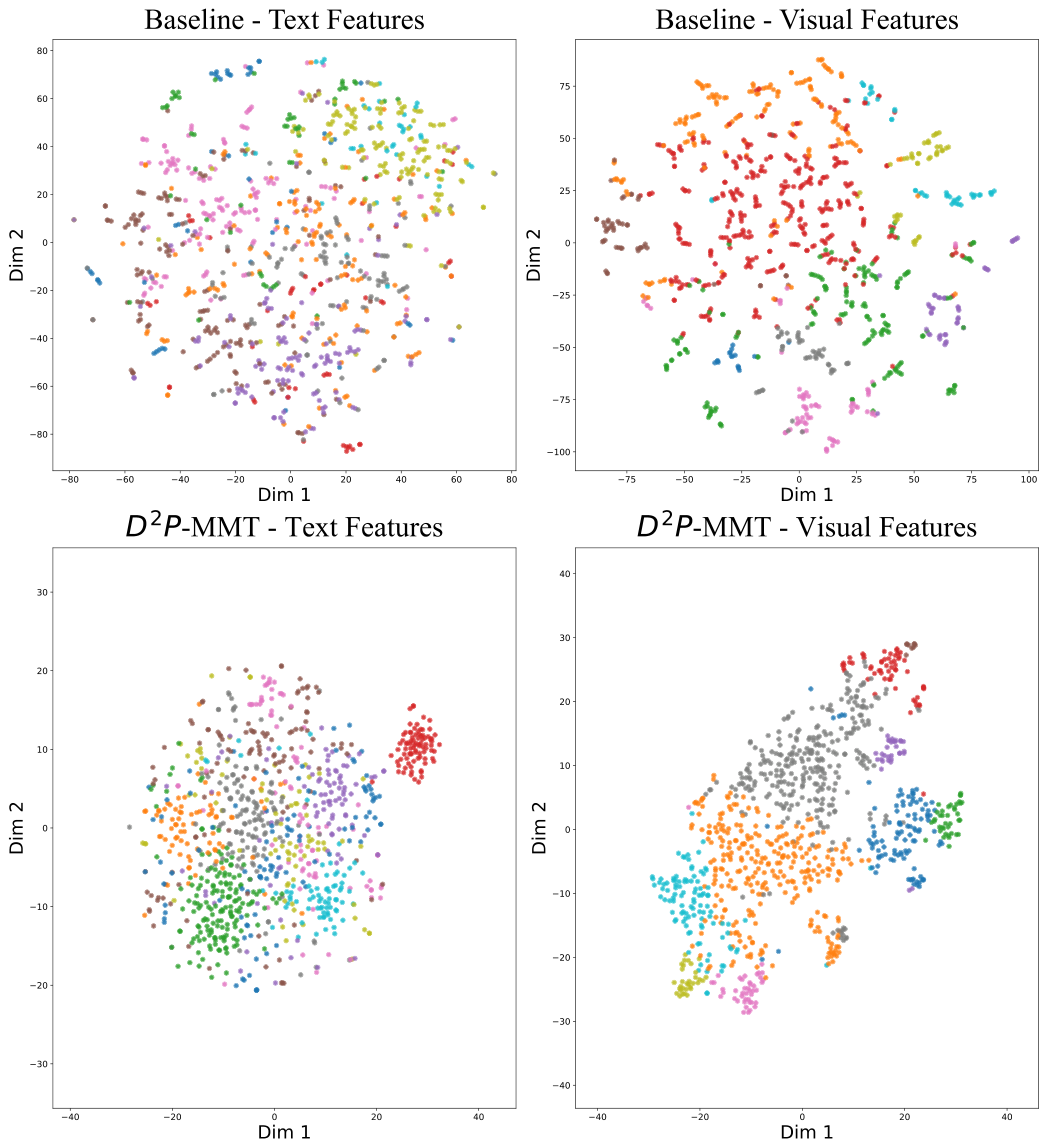 Baseline - Text Features
Dim 2
80
60
40
20
0
−20
−40
−60
−80
−80 −60 −40 −20 0 20 40 60 80
Dim 1
Baseline - Visual Features
Dim 2
75
50
25
0
−25
−50
−75
−100
−75 −50 −25 0 25 50 75 100
Dim 1
D²P-MMT - Text Features
Dim 2
30
20
10
0
−10
−20
−30
−40 −20 0 20 40
Dim 1
D²P-MMT - Visual Features
Dim 2
40
30
20
10
0
−10
−20
−30
−40
−40 −20 0 20 40
Dim 1